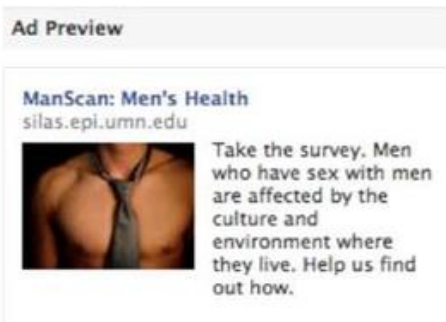 Ad Preview
ManScan: Men's Health
silas.epi.umn.edu
Take the survey. Men
who have sex with men
are affected by the
culture and
environment where
they live. Help us find
out how.